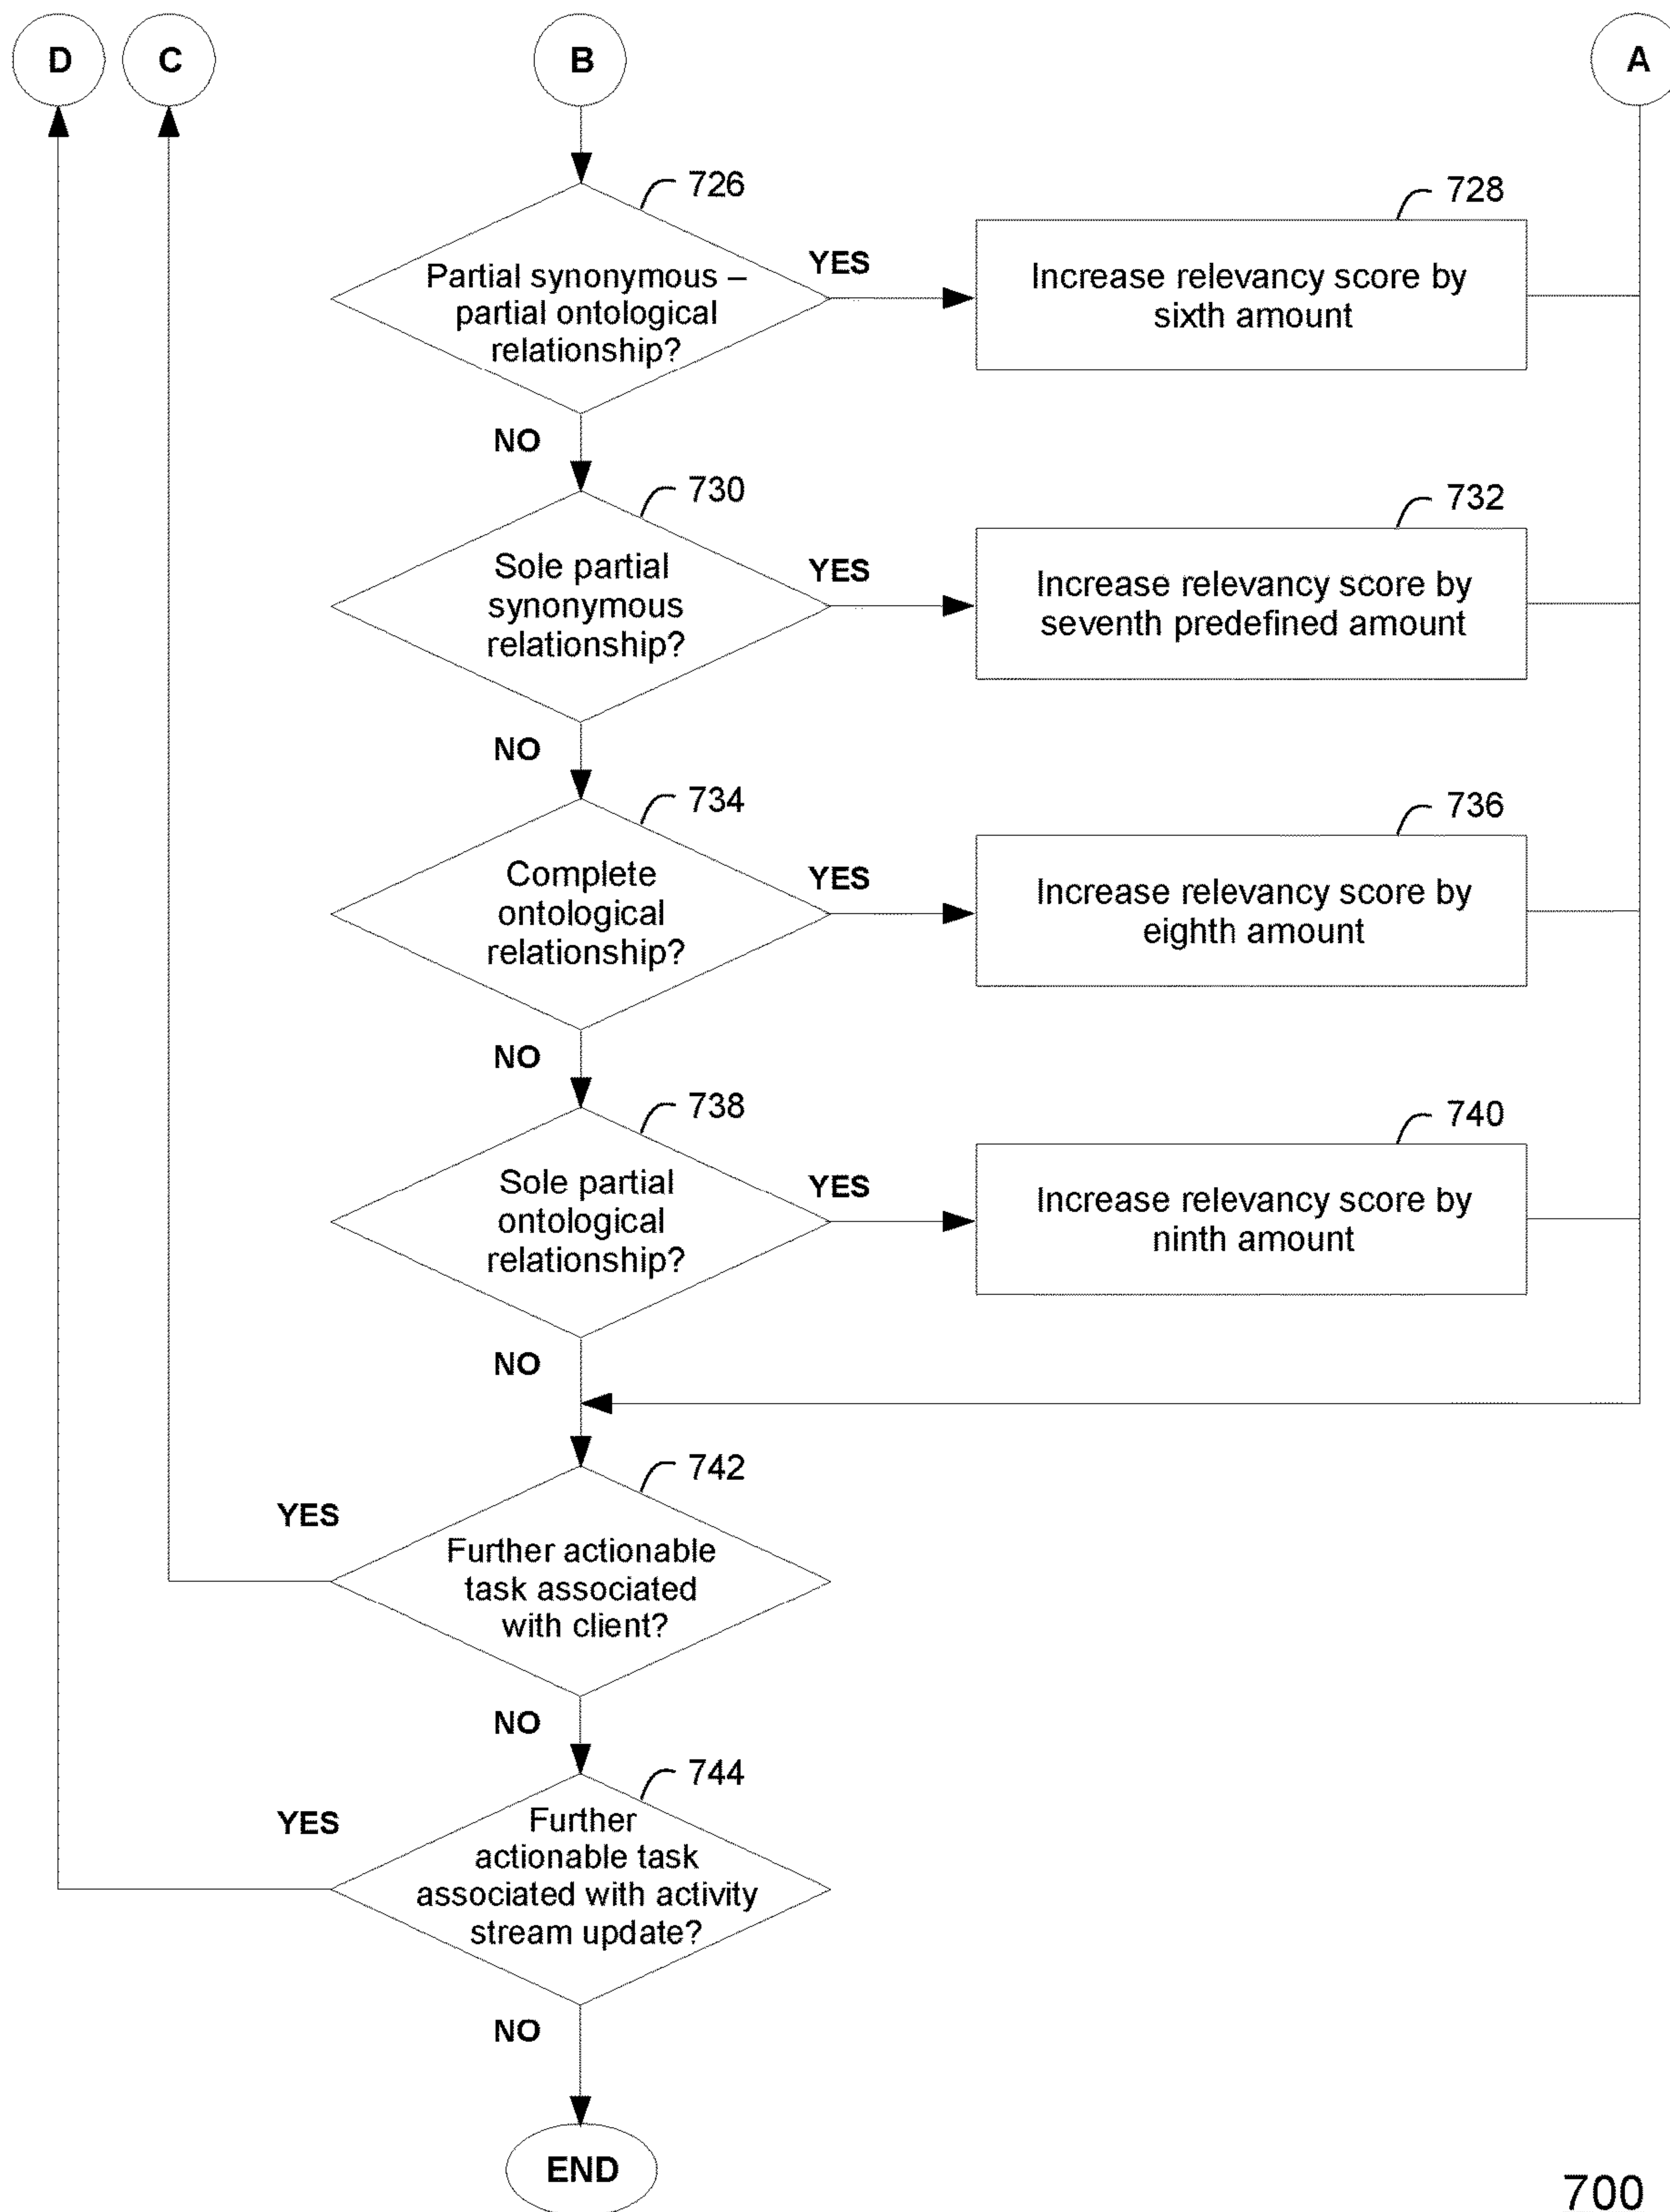 D
C
B
A
726
728
Partial synonymous –
partial ontological
relationship?
YES
Increase relevancy score by
sixth amount
NO
730
732
Sole partial
synonymous
relationship?
YES
Increase relevancy score by
seventh predefined amount
NO
734
736
Complete
ontological
relationship?
YES
Increase relevancy score by
eighth amount
NO
738
740
Sole partial
ontological
relationship?
YES
Increase relevancy score by
ninth amount
NO
742
YES
Further actionable
task associated
with client?
NO
744
YES
Further
actionable task
associated with activity
stream update?
NO
END
700